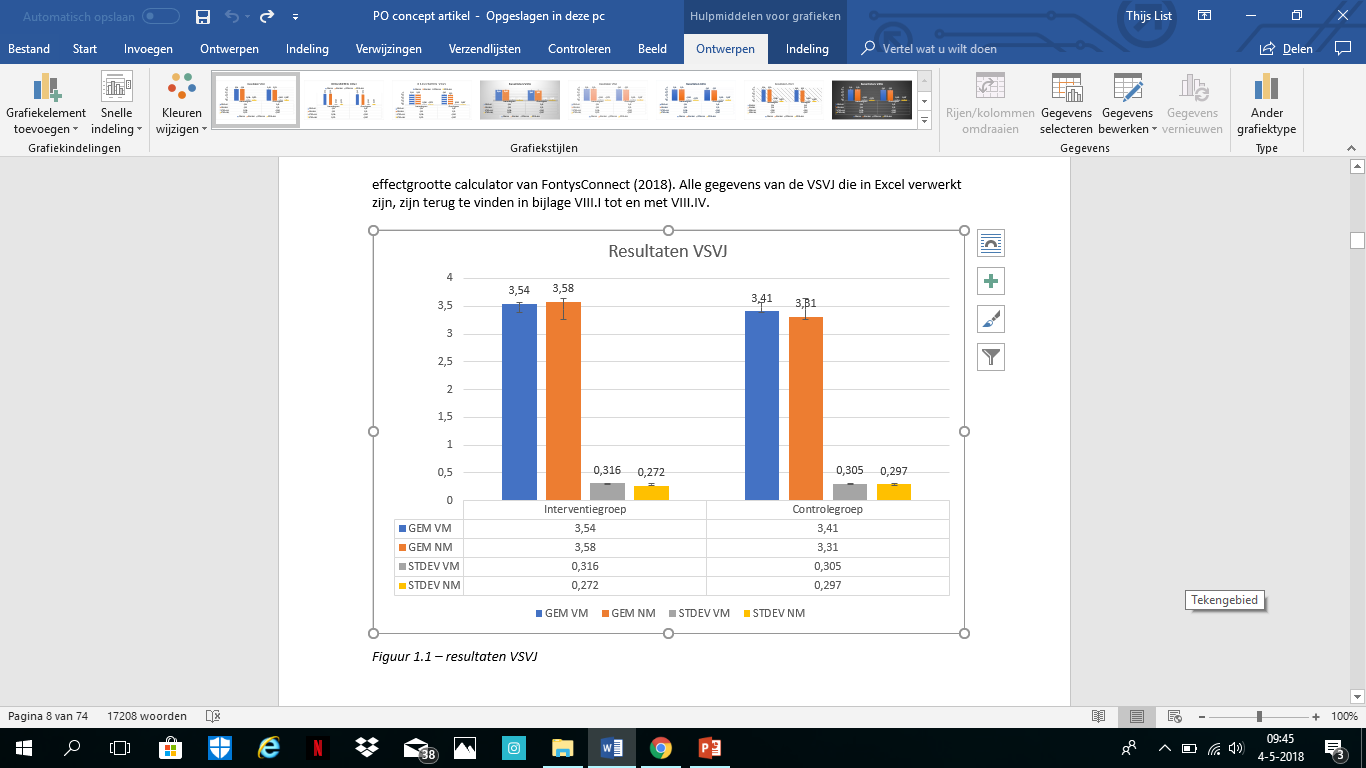 Automatisch opslaan
PO concept artikel - Opgeslagen in deze pc
Hulpmiddelen voor grafieken
Thijs List
Bestand Start Invoegen Ontwerpen Indeling Verwijzingen Verzendlijsten Controleren Beeld Ontwerpen Indeling Vertel wat u wilt doen Delen
Grafiekelement toevoegen
Snelle indeling
Kleuren wijzigen
Rijen/kolommen omdraaien
Gegevens selecteren
Gegevens bewerken
Gegevens vernieuwen
Ander grafiektype
Grafiekindelingen Grafiekstijlen Gegevens Type
effectgrootte calculator van FontysConnect (2018). Alle gegevens van de VSVJ die in Excel verwerkt
zijn, zijn terug te vinden in bijlage VIII.I tot en met VIII.IV.
Resultaten VSVJ
4
3,5
3
2,5
2
1,5
1
0,5
0
3,54 3,58 0,316 0,272
3,41 3,31 0,305 0,297
Interventiegroep Controlegroep
GEM VM 3,54 3,41
GEM NM 3,58 3,31
STDEV VM 0,316 0,305
STDEV NM 0,272 0,297
GEM VM GEM NM STDEV VM STDEV NM
Tekengebied
Figuur 1.1 – resultaten VSVJ
Pagina 8 van 74 17208 woorden 100%
38
09:45
4-5-2018
3